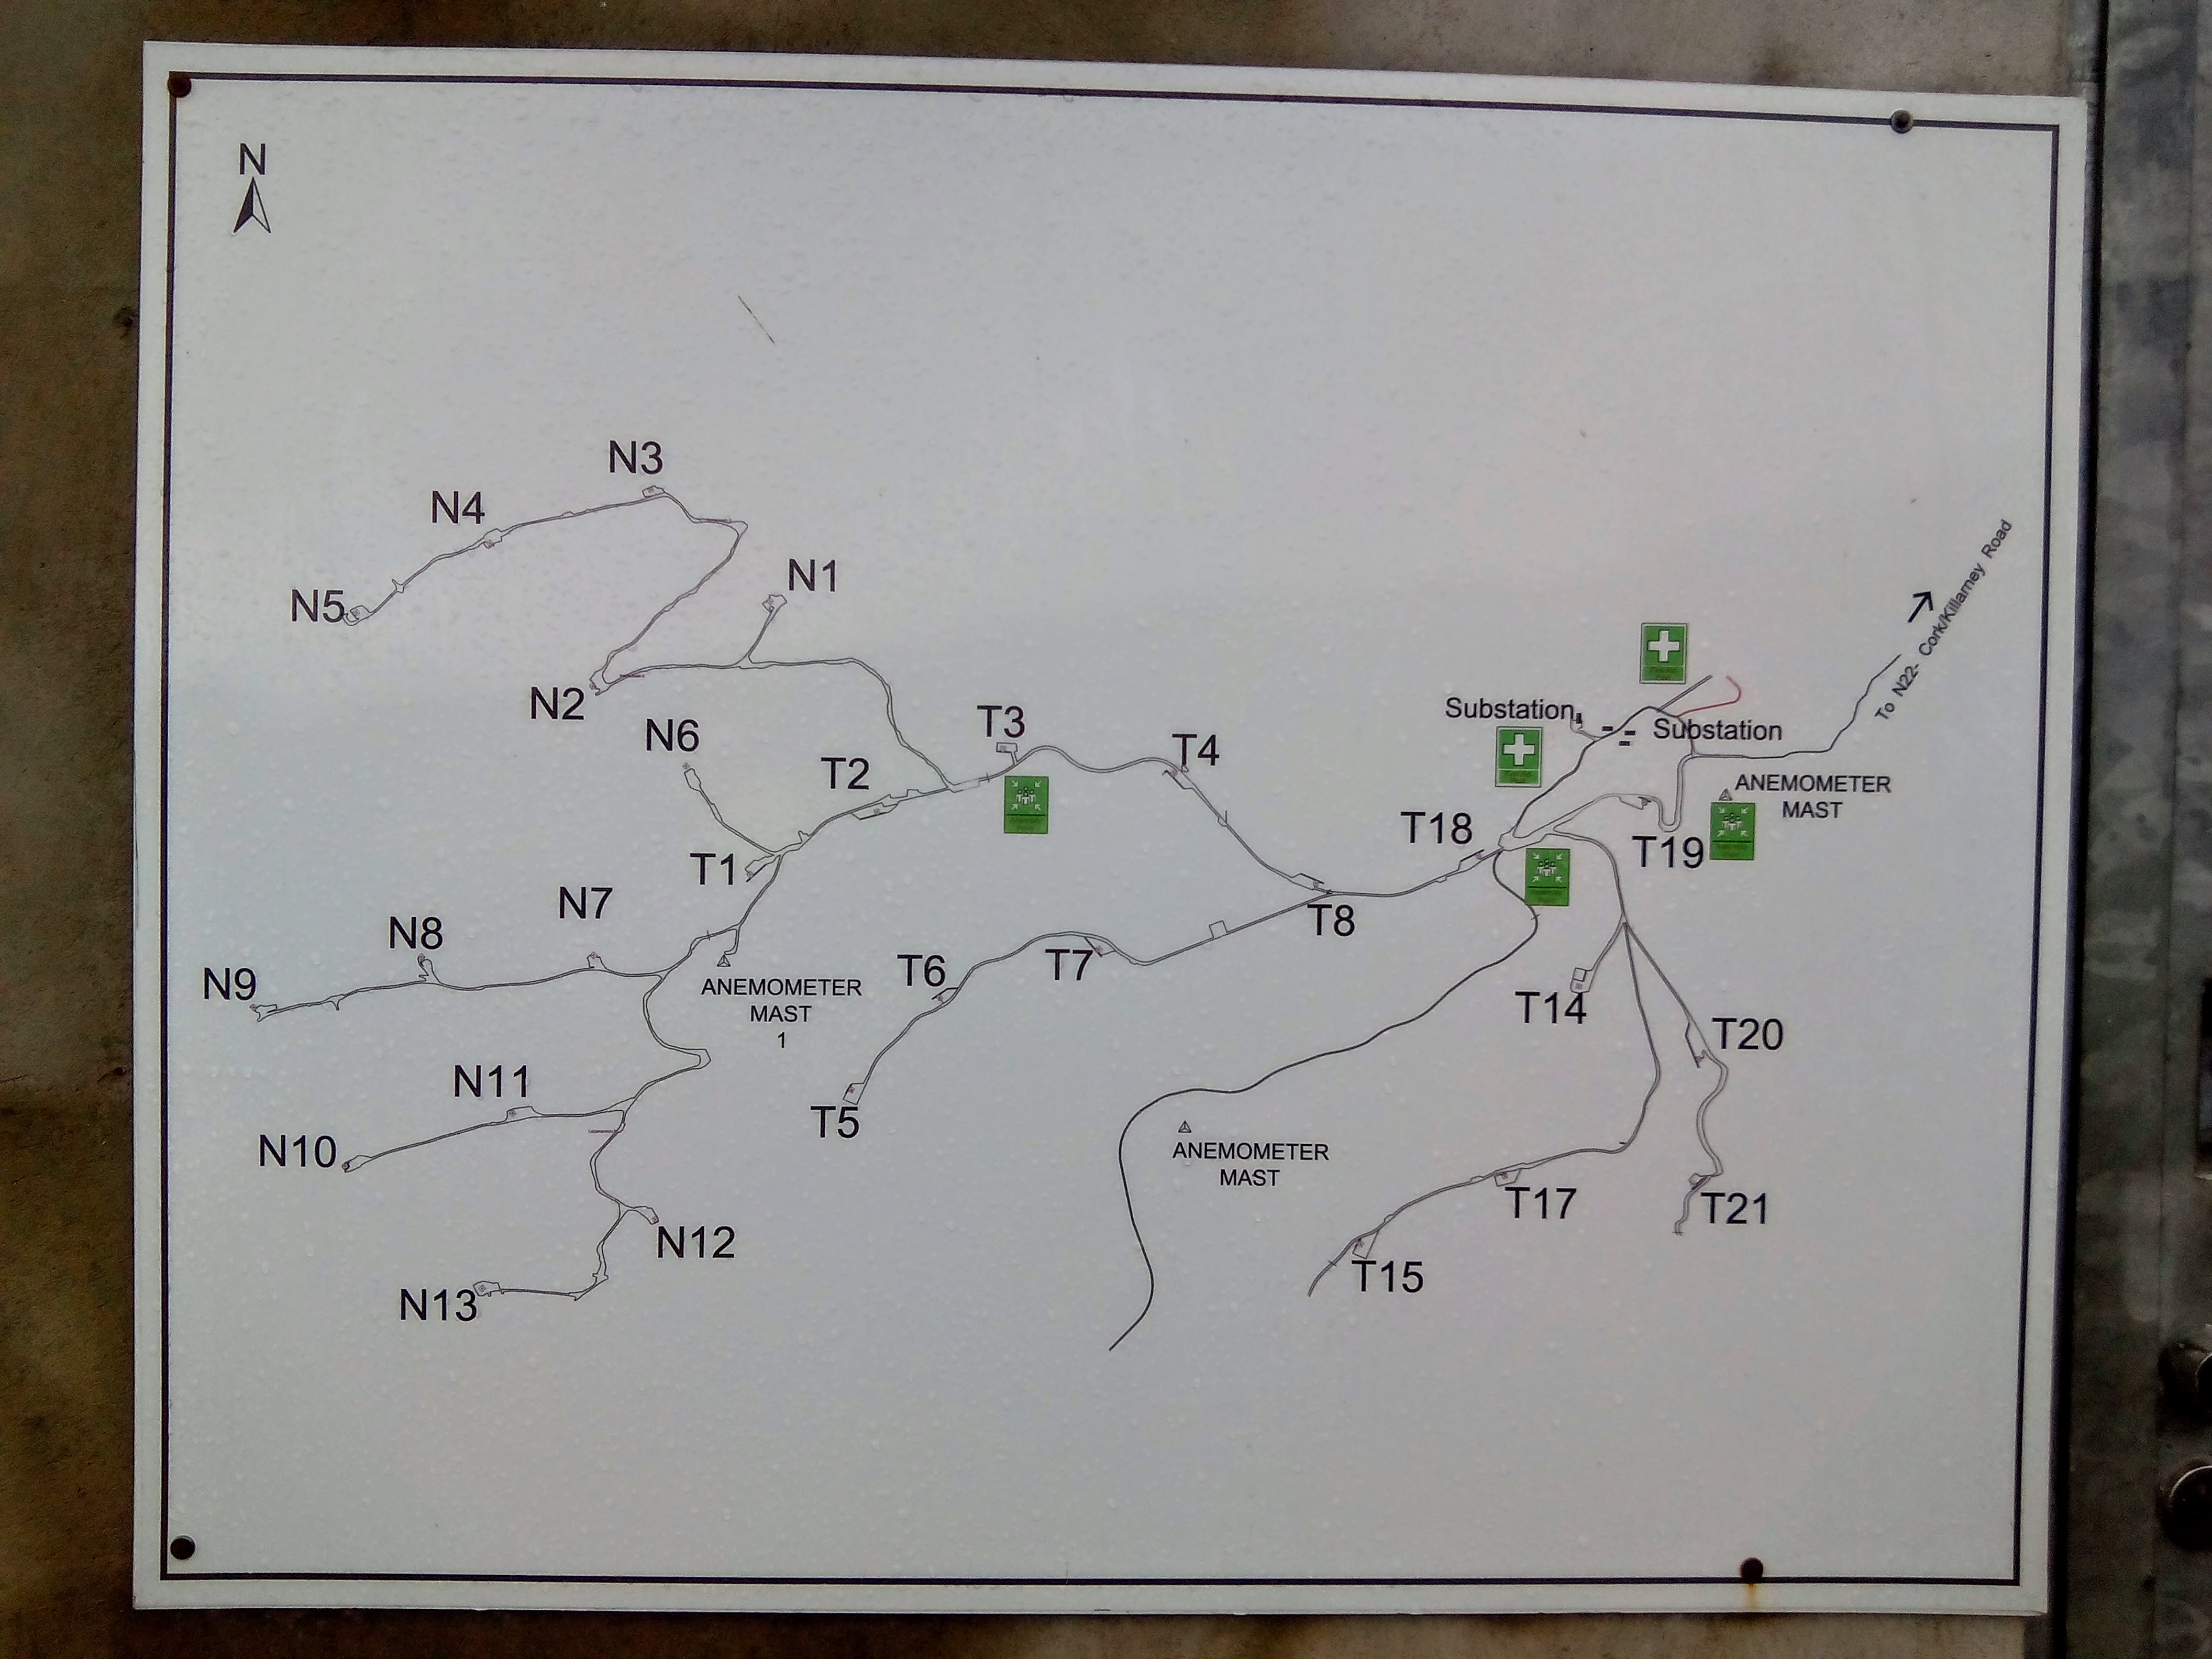 N
N3
N4
N1
N5
N2
N6
T3
T2
T4
Substation
Substation
To N22- Cork/Killarney Road
ANEMOMETER
MAST
T18
T19
T1
N7
N8
N9
T8
T6
T7
ANEMOMETER
MAST
1
T14
T20
N11
T5
N10
ANEMOMETER
MAST
T17
T21
N12
T15
N13